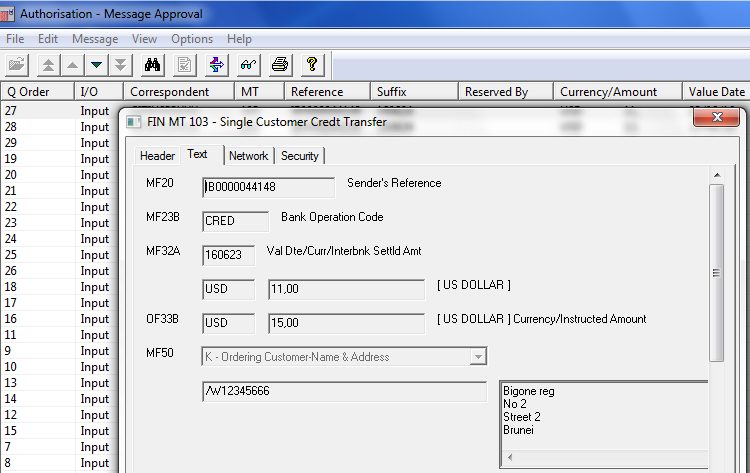 Authorisation - Message Approval
File Edit Message View Options Help
Q Order I/O Correspondent MT Reference Suffix Reserved By Currency/Amount Value Date
27 Input
28 Input
29 Input
19 Input
20 Input
21 Input
22 Input
23 Input
24 Input
25 Input
26 Input
18 Input
17 Input
16 Input
11 Input
9 Input
10 Input
13 Input
14 Input
12 Input
15 Input
7 Input
8 Input
FIN MT 103 - Single Customer Credt Transfer
Header Text Network Security
MF20 IB0000044148 Sender's Reference
MF23B CRED Bank Operation Code
MF32A 160623 Val Dte/Curr/Interbnk Settld Amt
USD 11,00 [ US DOLLAR ]
OF33B USD 15,00 [ US DOLLAR ] Currency/Instructed Amount
MF50 K - Ordering Customer-Name & Address
/W12345666
Bigone reg
No 2
Street 2
Brunei